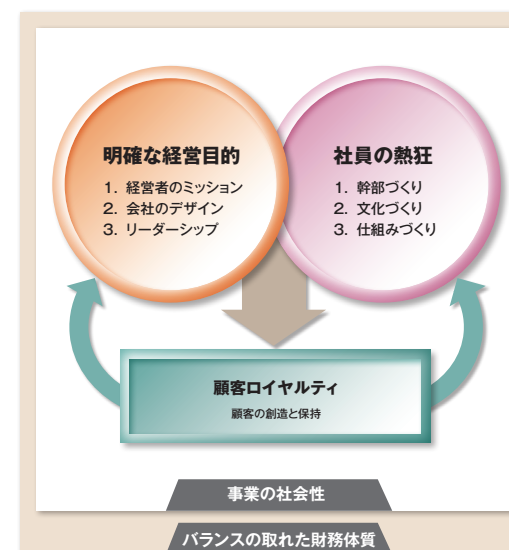 明確な経営目的
1. 経営者のミッション
2. 会社のデザイン
3. リーダーシップ
社員の熱狂
1. 幹部づくり
2. 文化づくり
3. 仕組みづくり
顧客ロイヤルティ
顧客の創造と保持
事業の社会性
バランスの取れた財務体質